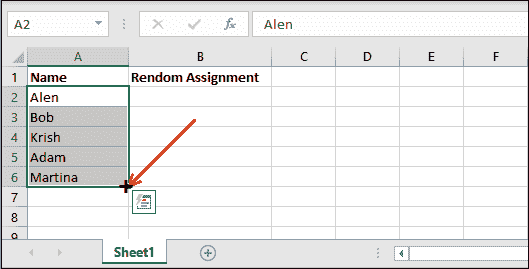 A2 fx Alen
A B C D E F
1 Name Rendom Assignment
2 Alen
3 Bob
4 Krish
5 Adam
6 Martina
7
8
9
Sheet1